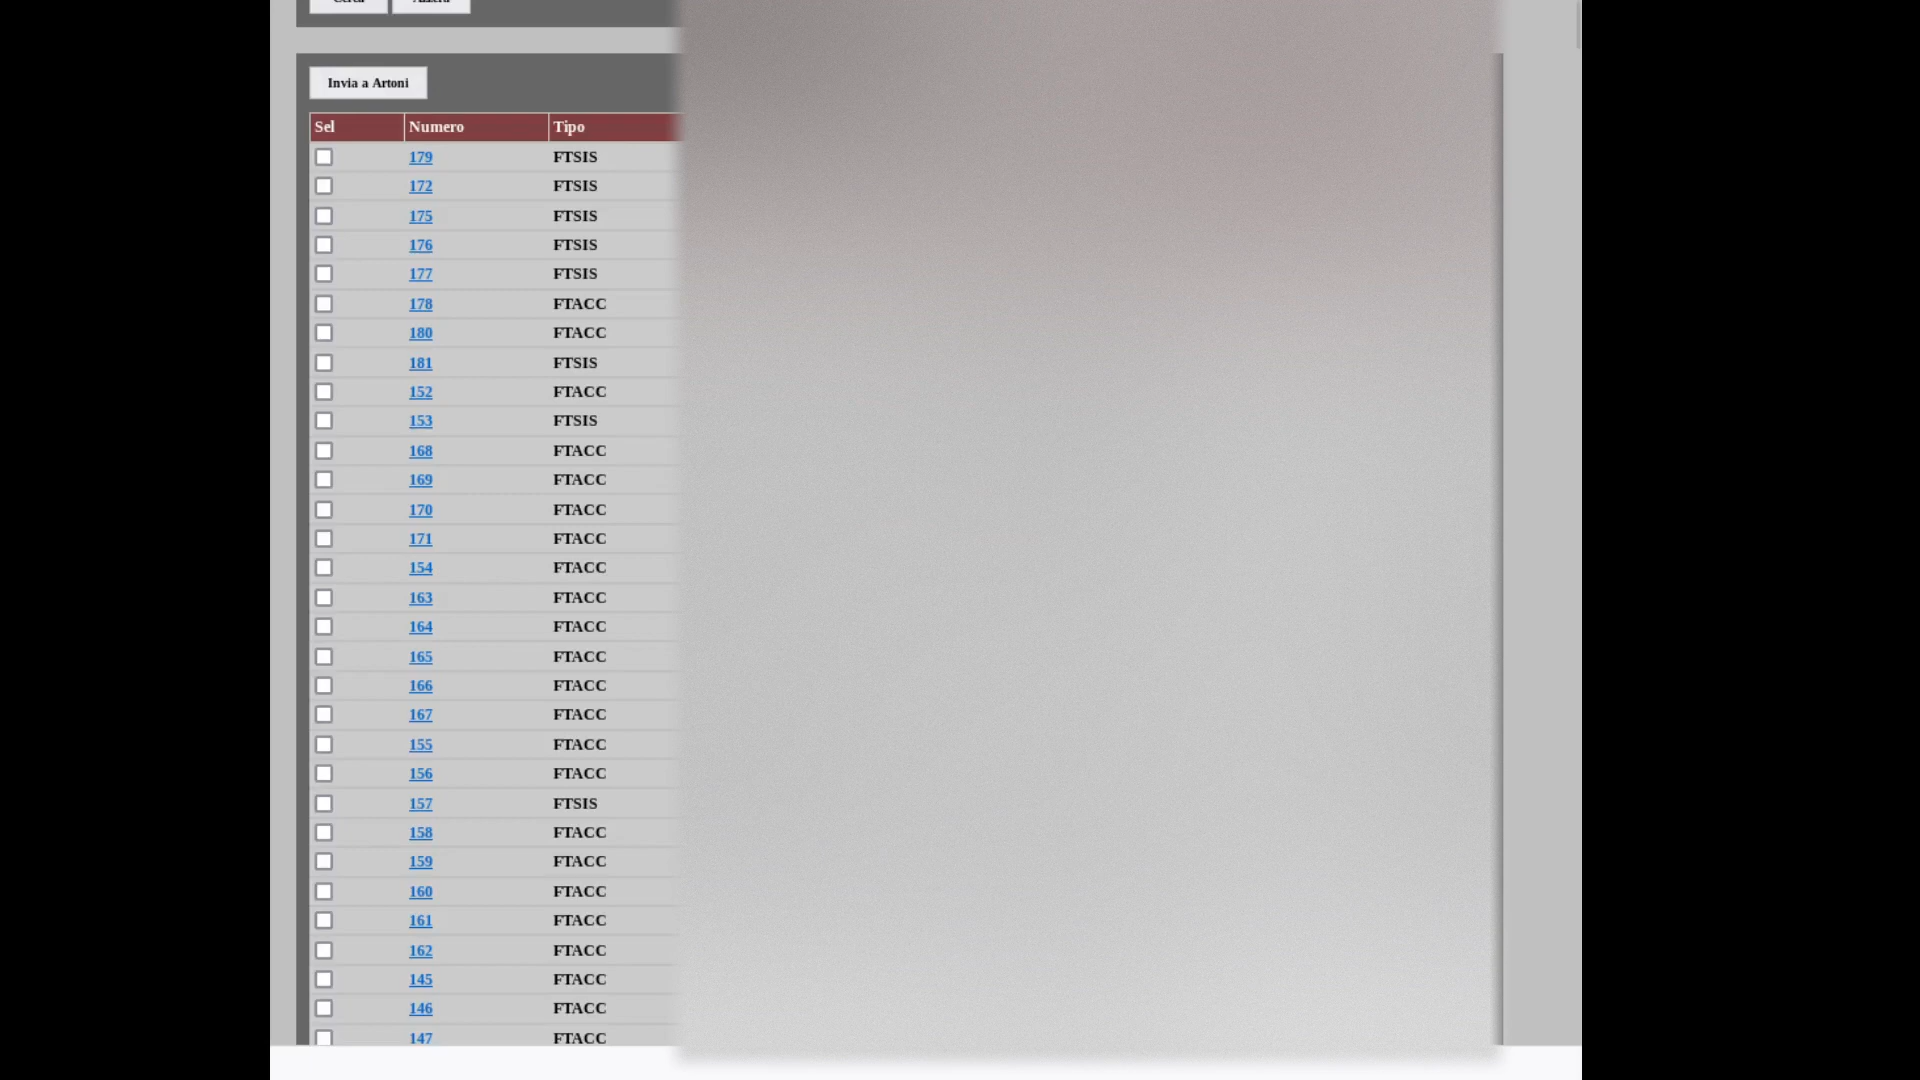 Cerca Azzera
Invia a Artoni
Sel Numero Tipo
179 FTSIS
172 FTSIS
175 FTSIS
176 FTSIS
177 FTSIS
178 FTACC
180 FTACC
181 FTSIS
152 FTACC
153 FTSIS
168 FTACC
169 FTACC
170 FTACC
171 FTACC
154 FTACC
163 FTACC
164 FTACC
165 FTACC
166 FTACC
167 FTACC
155 FTACC
156 FTACC
157 FTSIS
158 FTACC
159 FTACC
160 FTACC
161 FTACC
162 FTACC
145 FTACC
146 FTACC
147 FTACC